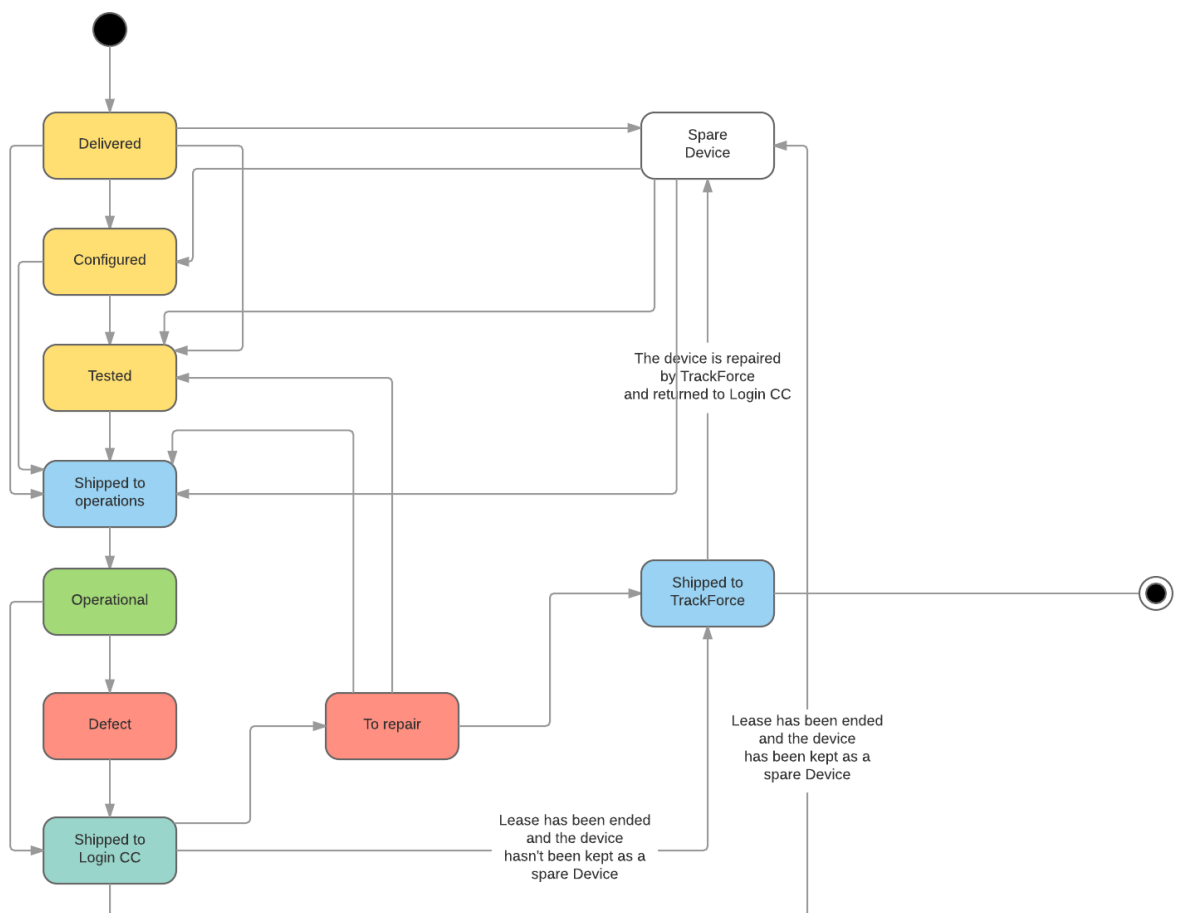 Delivered
Spare
Device
Configured
Tested
The device is repaired
by TrackForce
and returned to Login CC
Shipped to
operations
Operational
Shipped to
TrackForce
Defect
To repair
Lease has been ended
and the device
has been kept as a
spare Device
Shipped to
Login CC
Lease has been ended
and the device
hasn't been kept as a
spare Device